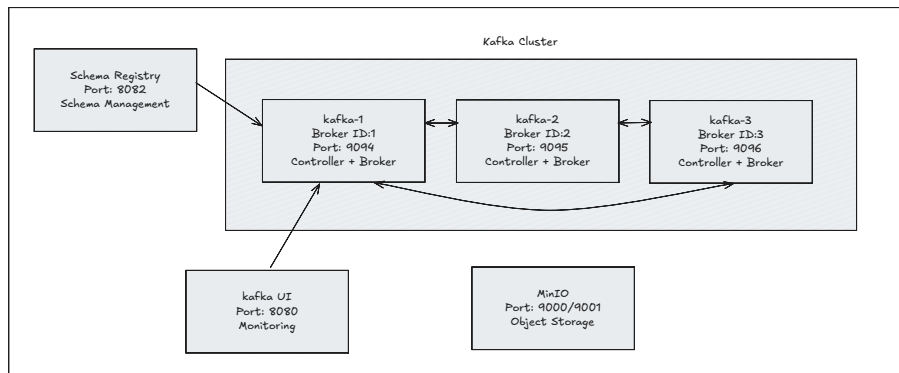 Kafka Cluster
Schema Registry
Port: 8082
Schema Management
kafka-1
Broker ID:1
Port: 9094
Controller + Broker
kafka-2
Broker ID:2
Port: 9095
Controller + Broker
kafka-3
Broker ID:3
Port: 9096
Controller + Broker
kafka UI
Port: 8080
Monitoring
MinIO
Port: 9000/9001
Object Storage